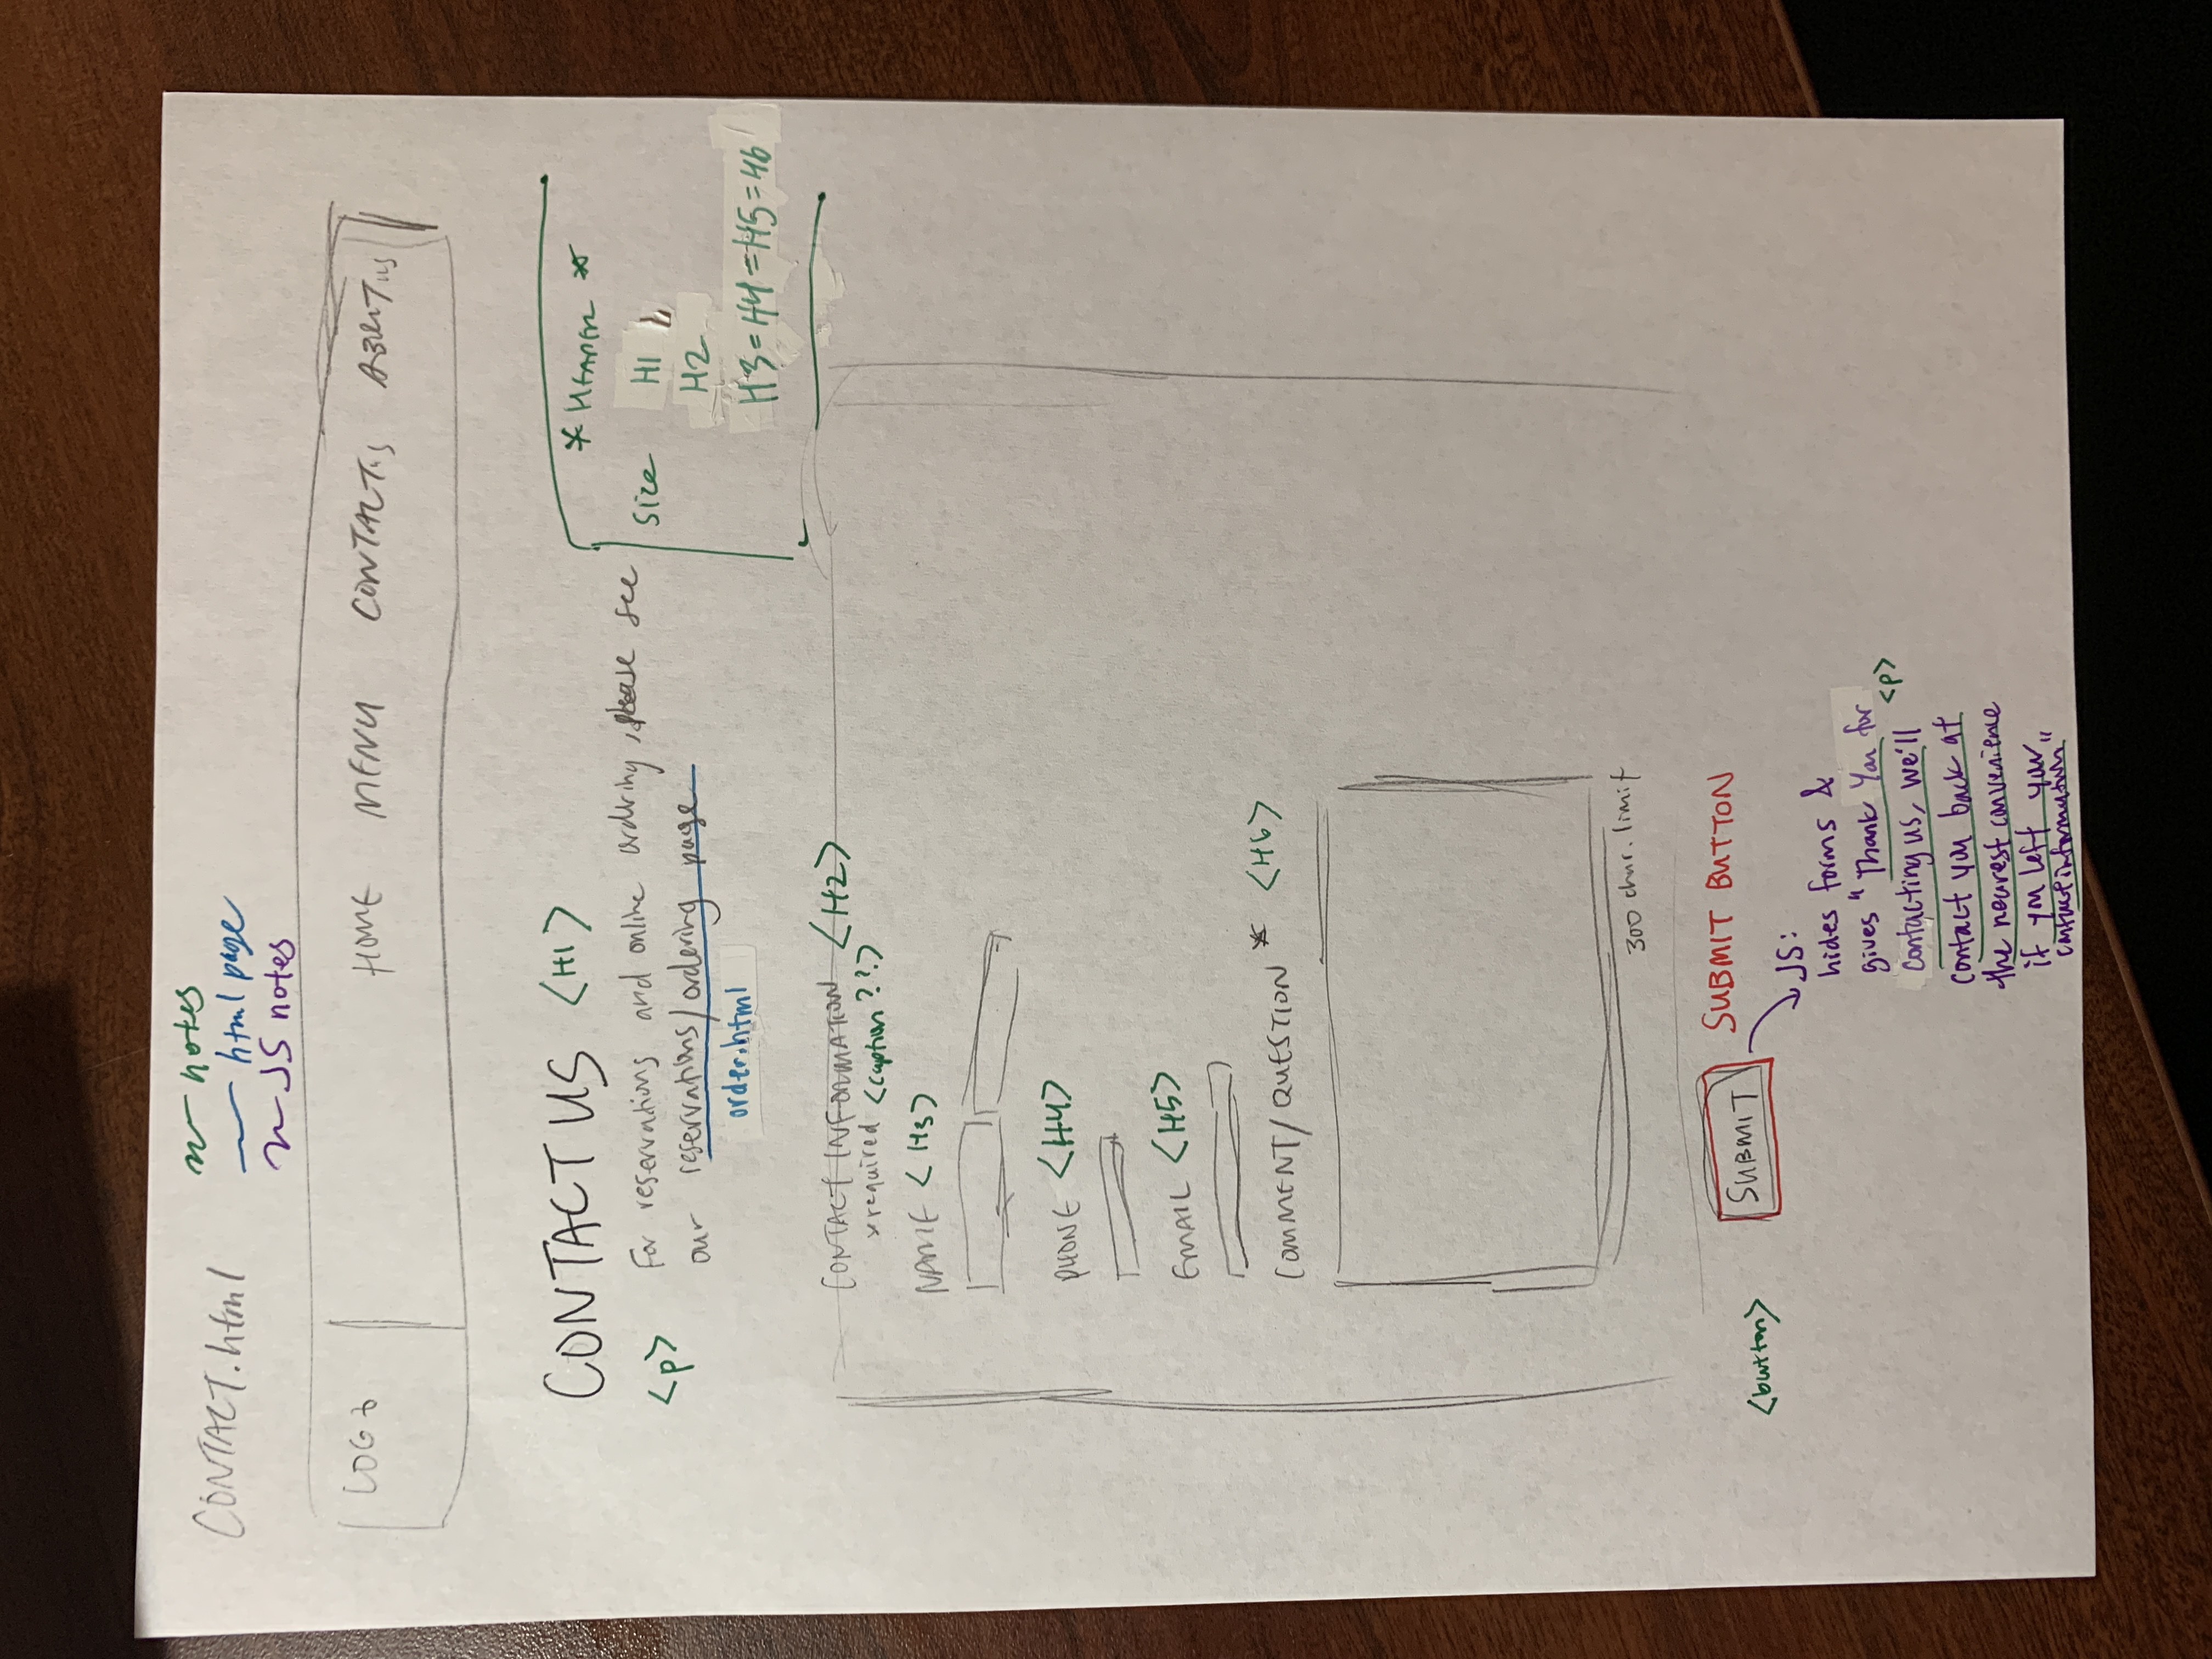 CONTACT.html
notes
html page
JS notes
LOGO
HOME MENU CONTACT us ABOUT us
CONTACT US <H1>
* HEADER *
<p> For reservations and online ordering, please see
our reservations/ordering page
order.html
size H1
H2
H3=H4=H5=H6
CONTACT INFORMATION <H2>
*required <caption??>
NAME <H3>
PHONE <H4>
EMAIL <H5>
COMMENT/QUESTION * <H6>
300 char. limit
<button> SUBMIT SUBMIT BUTTON
JS:
hides forms &
gives "Thank You for
<p>
contacting us, we'll
contact you back at
the nearest convenience
if you left your
contact information"